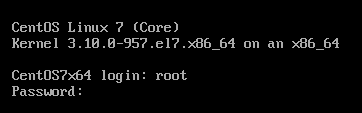 CentOS Linux 7 (Core)
Kernel 3.10.0-957.el7.x86_64 on an x86_64
CentOS7x64 login: root
Password: